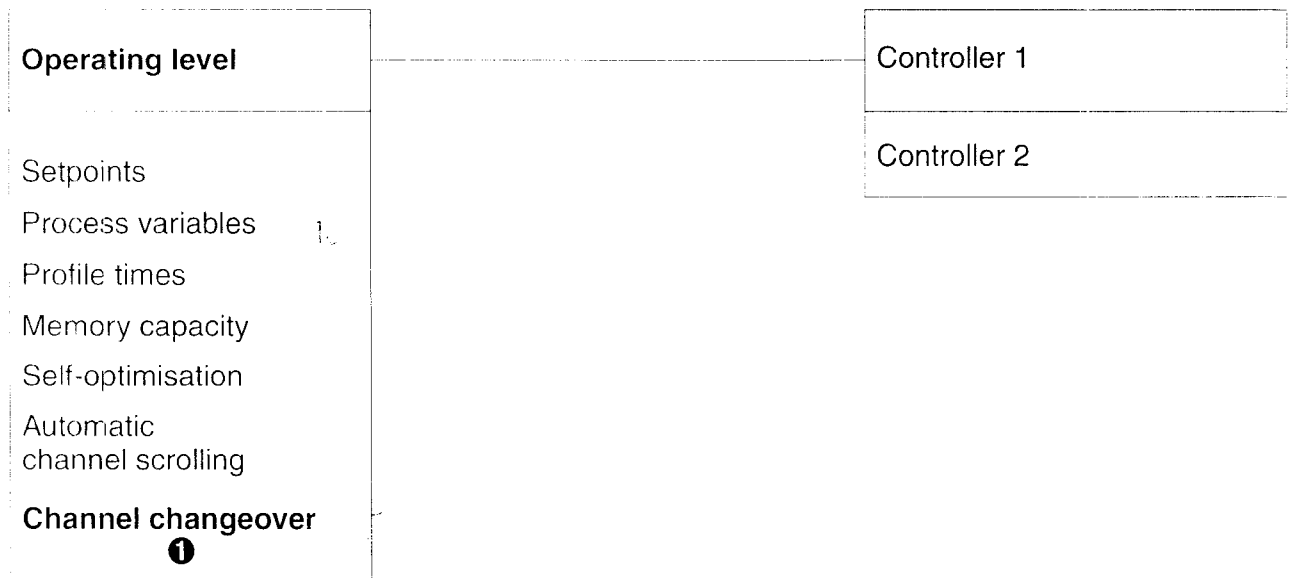 Operating level
Controller 1
Controller 2
Setpoints
Process variables
Profile times
Memory capacity
Self-optimisation
Automatic
channel scrolling
Channel changeover
❶